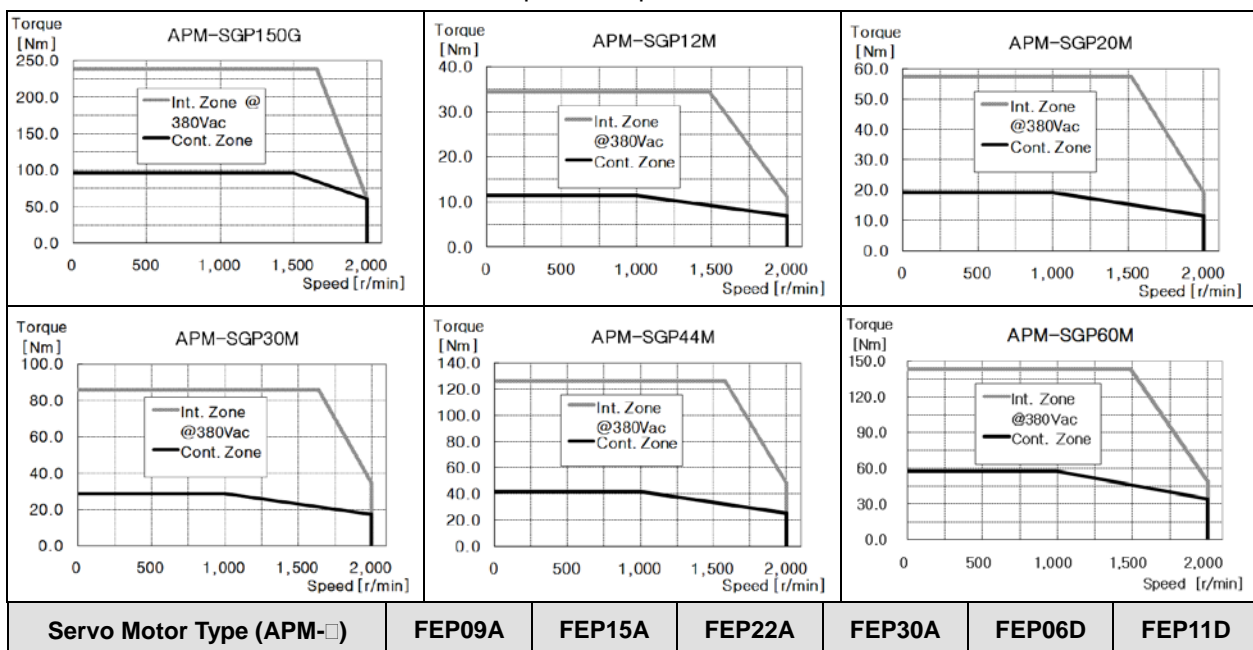 Torque
[Nm]
APM-SGP150G
250.0
200.0
150.0
100.0
50.0
0.0
Int. Zone @
380Vac
Cont. Zone
0 500 1,000 1,500 2,000
Speed [r/min]
Torque
[Nm]
APM-SGP12M
40.0
30.0
20.0
10.0
0.0
Int. Zone
@380Vac
Cont. Zone
0 500 1,000 1,500 2,000
Speed [r/min]
Torque
[Nm]
APM-SGP20M
60.0
50.0
40.0
30.0
20.0
10.0
0.0
Int. Zone
@380Vac
Cont. Zone
0 500 1,000 1,500 2,000
Speed [r/min]
Torque
[Nm]
APM-SGP30M
100.0
80.0
60.0
40.0
20.0
0.0
Int. Zone
@380Vac
Cont. Zone
0 500 1,000 1,500 2,000
Speed [r/min]
Torque
[Nm]
APM-SGP44M
140.0
120.0
100.0
80.0
60.0
40.0
20.0
0.0
Int. Zone
@380Vac
Cont. Zone
0 500 1,000 1,500 2,000
Speed [r/min]
Torque
[Nm]
APM-SGP60M
150.0
120.0
90.0
60.0
30.0
0.0
Int. Zone
@380Vac
Cont. Zone
0 500 1,000 1,500 2,000
Speed [r/min]
Servo Motor Type (APM-□) FEP09A FEP15A FEP22A FEP30A FEP06D FEP11D